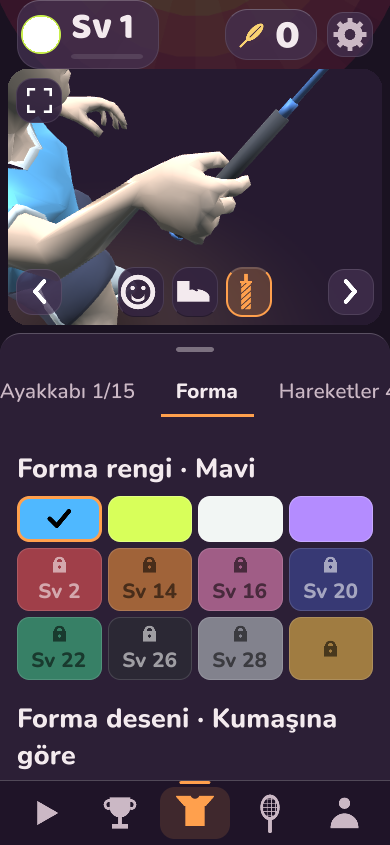 Sv 1
0
Ayakkabı 1/15 Forma Hareketler 4
Forma rengi · Mavi
Sv 2 Sv 14 Sv 16 Sv 20
Sv 22 Sv 26 Sv 28
Forma deseni · Kumaşına
göre